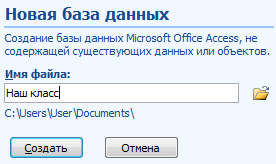 Новая база данных
Создание базы данных Microsoft Office Access, не
содержащей существующих данных или объектов.
Имя файла:
Наш класс
C:\Users\User\Documents\
Создать Отмена